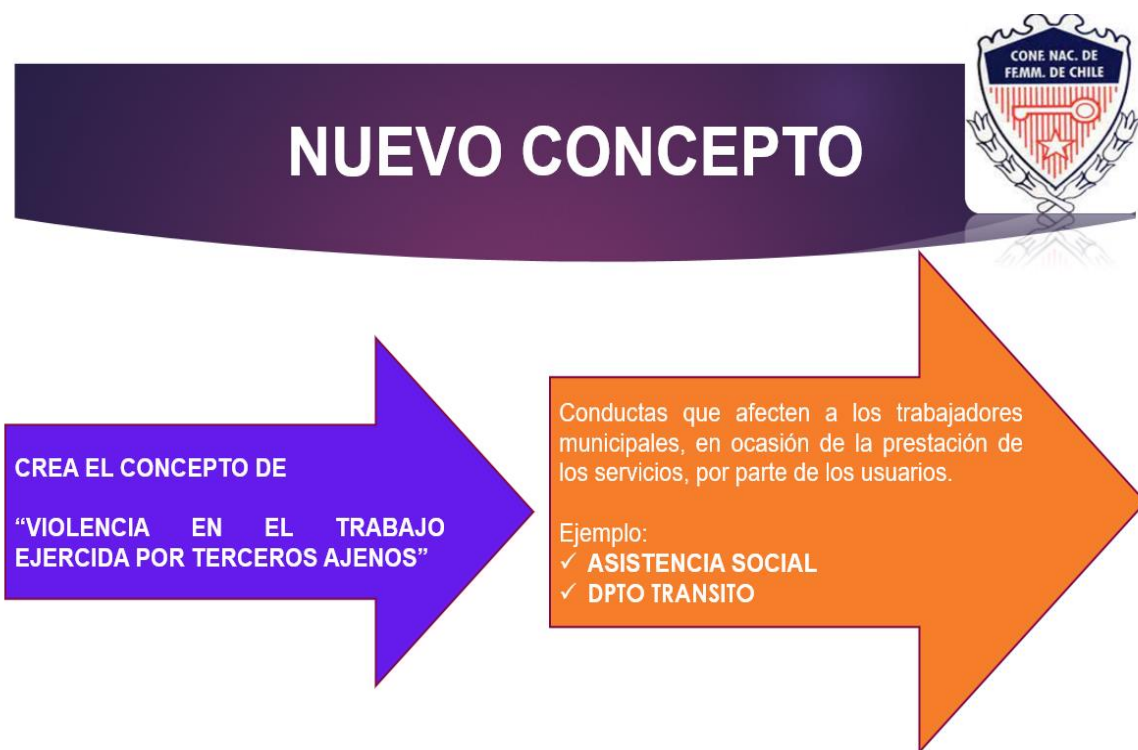 CONF. NAC. DE
FF.MM. DE CHILE
NUEVO CONCEPTO
CREA EL CONCEPTO DE
“VIOLENCIA EN EL TRABAJO
EJERCIDA POR TERCEROS AJENOS”
Conductas que afecten a los trabajadores
municipales, en ocasión de la prestación de
los servicios, por parte de los usuarios.
Ejemplo:
✓ ASISTENCIA SOCIAL
✓ DPTO TRANSITO